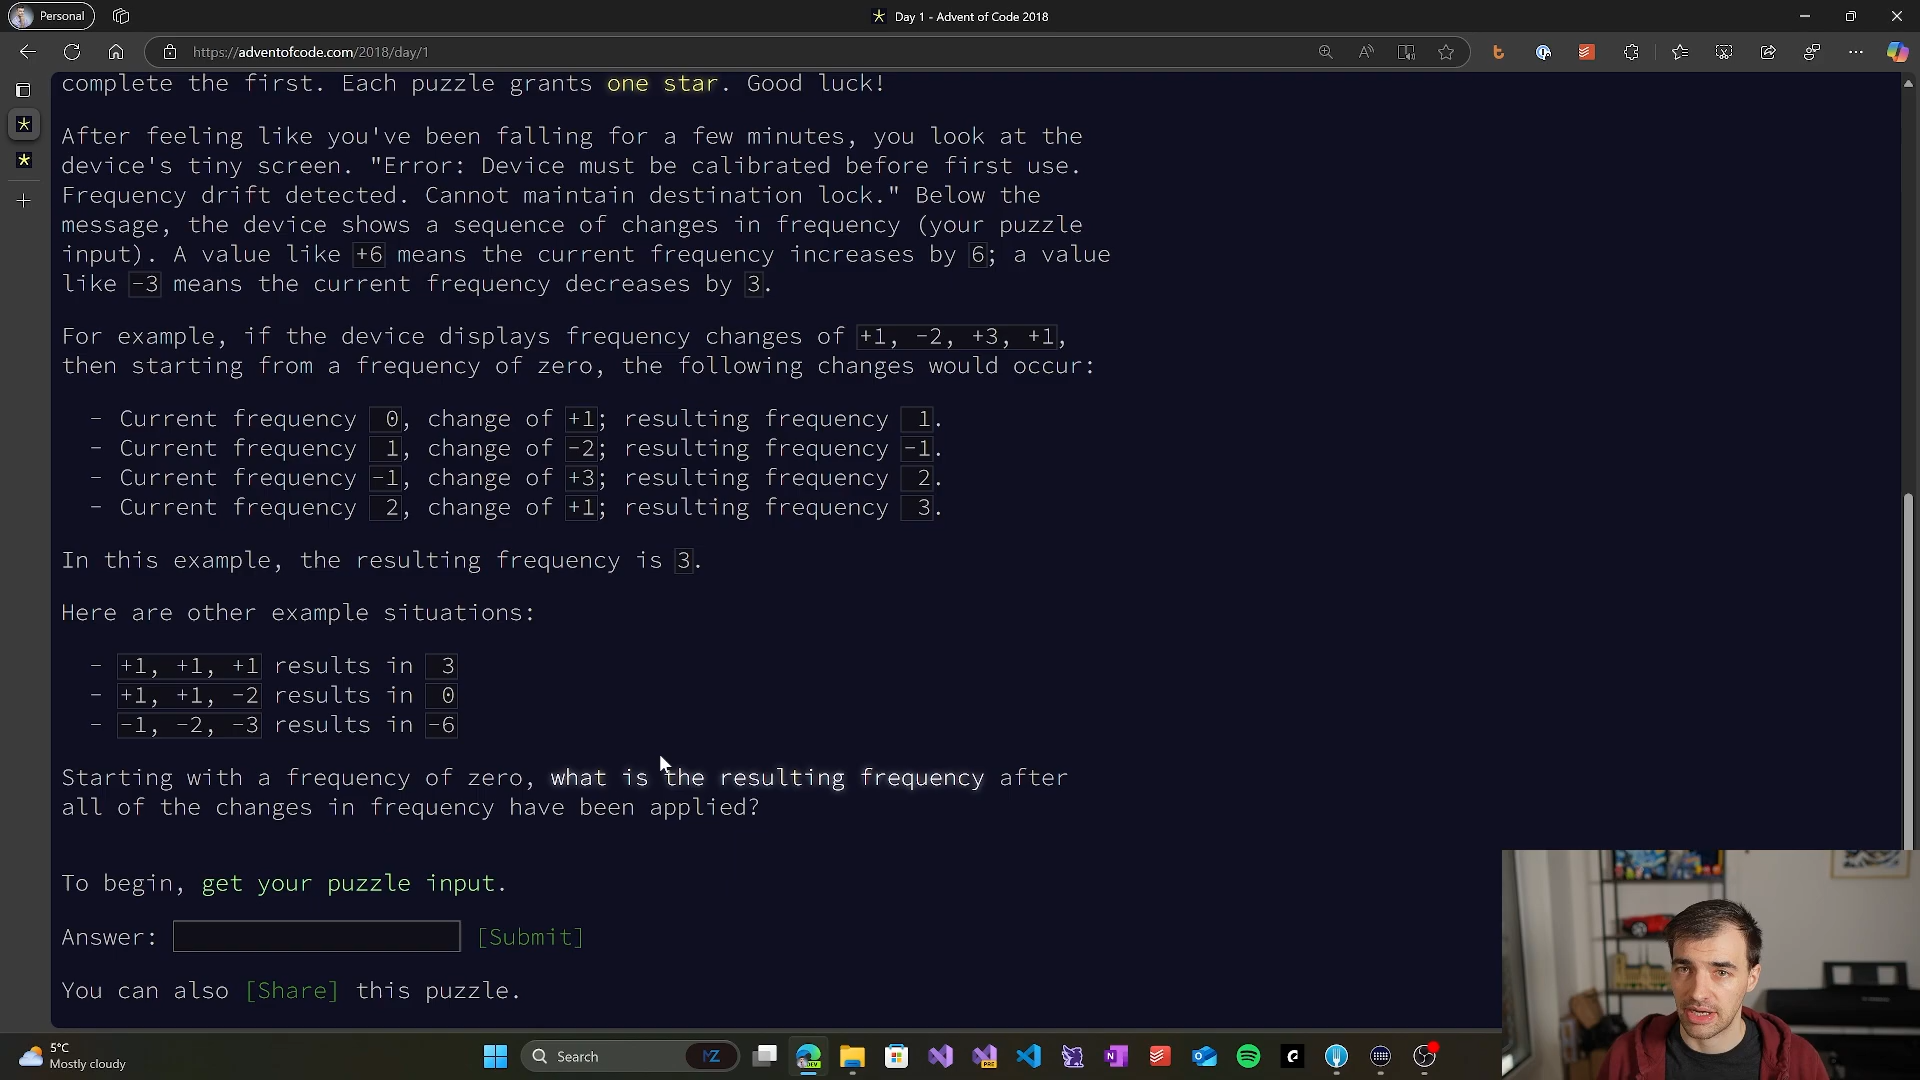 Personal
Day 1 - Advent of Code 2018
https://adventofcode.com/2018/day/1
complete the first. Each puzzle grants one star. Good luck!
After feeling like you've been falling for a few minutes, you look at the
device's tiny screen. "Error: Device must be calibrated before first use.
Frequency drift detected. Cannot maintain destination lock." Below the
message, the device shows a sequence of changes in frequency (your puzzle
input). A value like +6 means the current frequency increases by 6; a value
like -3 means the current frequency decreases by 3.
For example, if the device displays frequency changes of +1, -2, +3, +1,
then starting from a frequency of zero, the following changes would occur:
- Current frequency 0, change of +1; resulting frequency 1.
- Current frequency 1, change of -2; resulting frequency -1.
- Current frequency -1, change of +3; resulting frequency 2.
- Current frequency 2, change of +1; resulting frequency 3.
In this example, the resulting frequency is 3.
Here are other example situations:
- +1, +1, +1 results in 3
- +1, +1, -2 results in 0
- -1, -2, -3 results in -6
Starting with a frequency of zero, what is the resulting frequency after
all of the changes in frequency have been applied?
To begin, get your puzzle input.
Answer: [Submit]
You can also [Share] this puzzle.
5°C
Mostly cloudy
Search
MZ